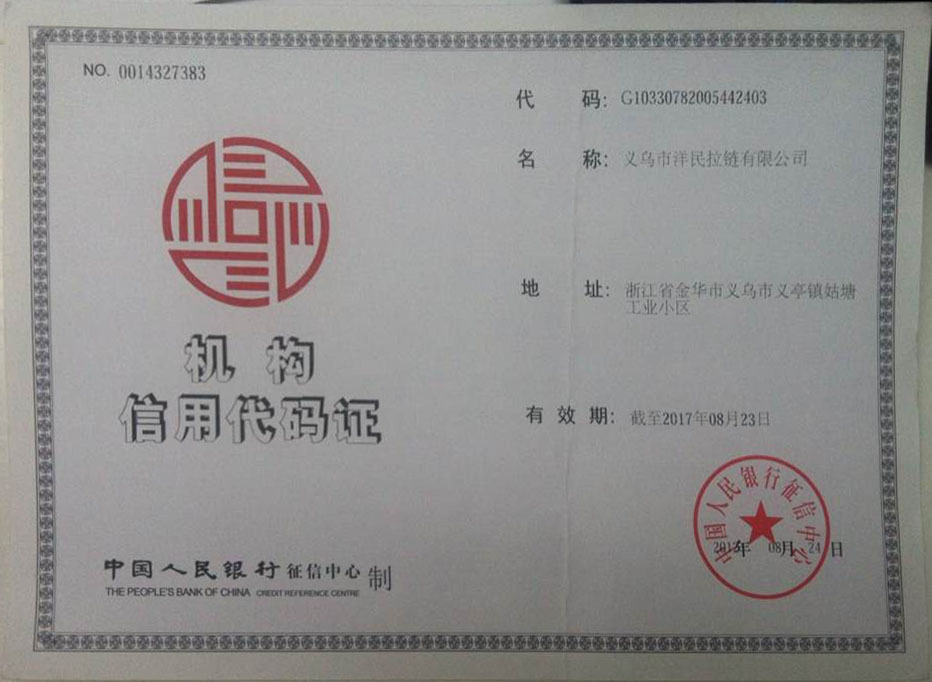 NO. 0014327383
机 构
信用代码证
中国人民银行征信中心 制
THE PEOPLE'S BANK OF CHINA CREDIT REFERENCE CENTRE
代 码: G10330782005442403
名 称: 义乌市洋民拉链有限公司
地 址: 浙江省金华市义乌市义亭镇姑塘
工业小区
有 效 期: 截至2017年08月23日
中国人民银行征信中心
年 08月 24 日